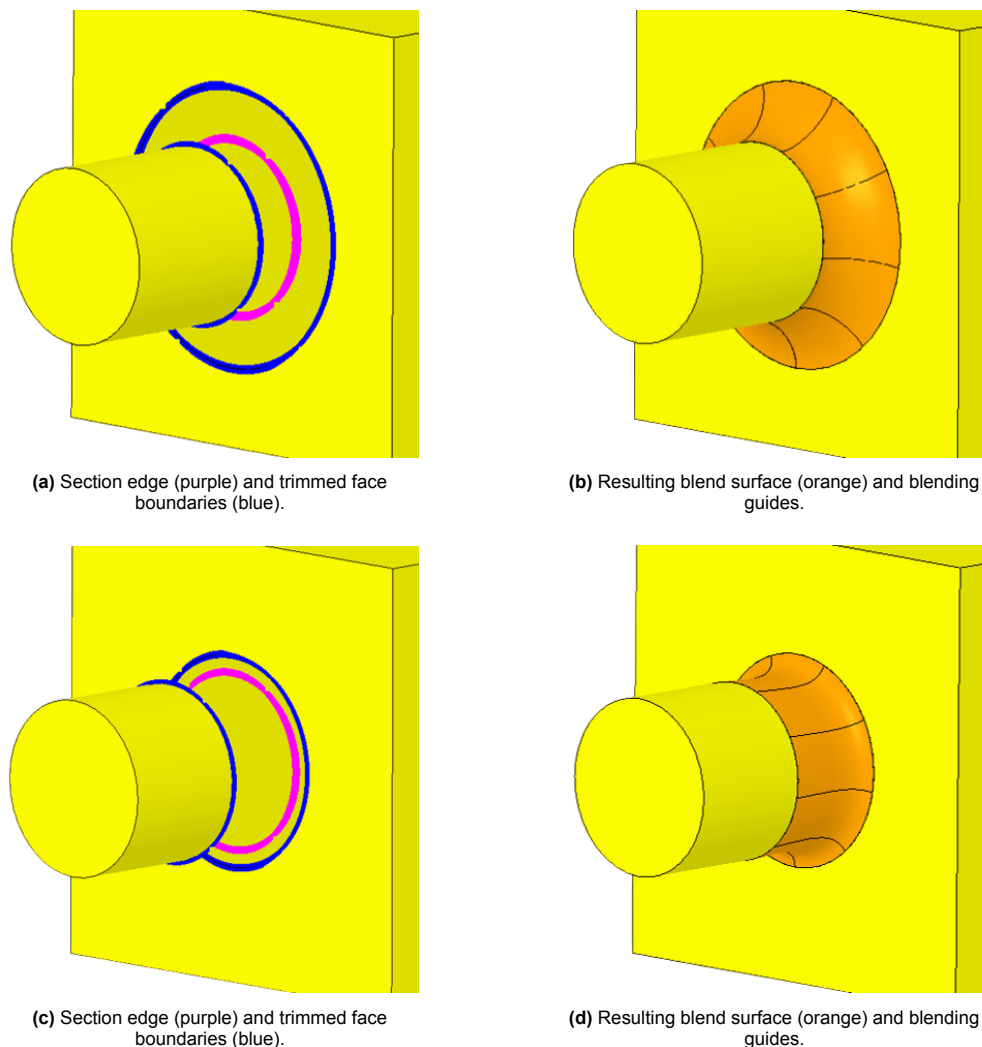 (a) Section edge (purple) and trimmed face
boundaries (blue).
(b) Resulting blend surface (orange) and blending
guides.
(c) Section edge (purple) and trimmed face
boundaries (blue).
(d) Resulting blend surface (orange) and blending
guides.